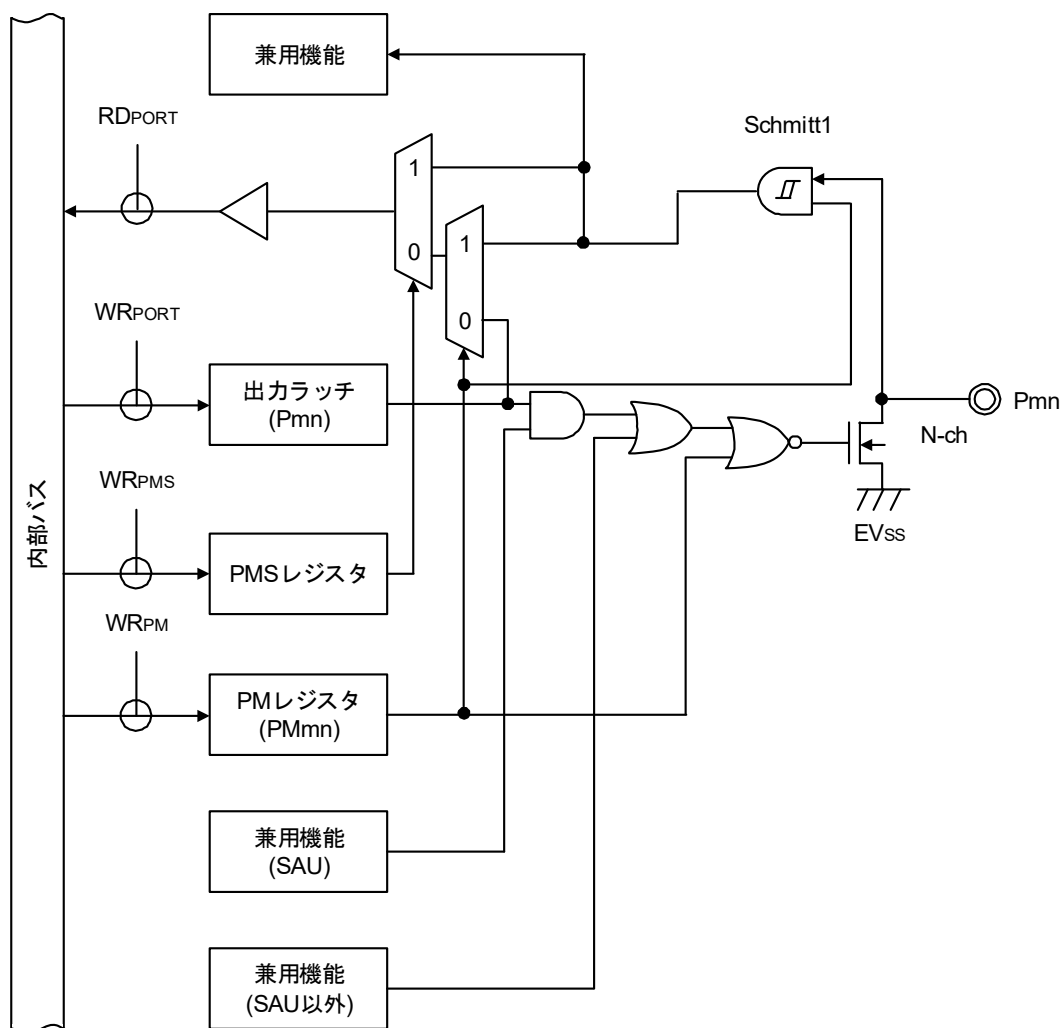 兼用機能
RDPORT
Schmitt1
1
0
1
0
WRPORT
出力ラッチ
(Pmn)
Pmn
N-ch
EVSS
内部バス
WRPMS
PMSレジスタ
WRPM
PMレジスタ
(PMmn)
兼用機能
(SAU)
兼用機能
(SAU以外)